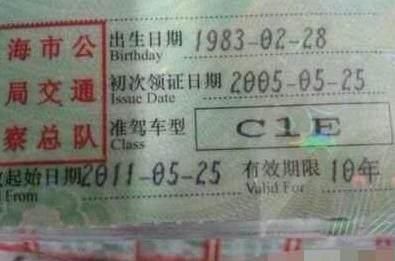 海市公
局交通
察总队
出生日期 1983-02-28
Birthday
初次领证日期 2005-05-25
Issue Date
准驾车型 C1E
Class
起始日期 2011-05-25 有效期限 10年
From Valid For